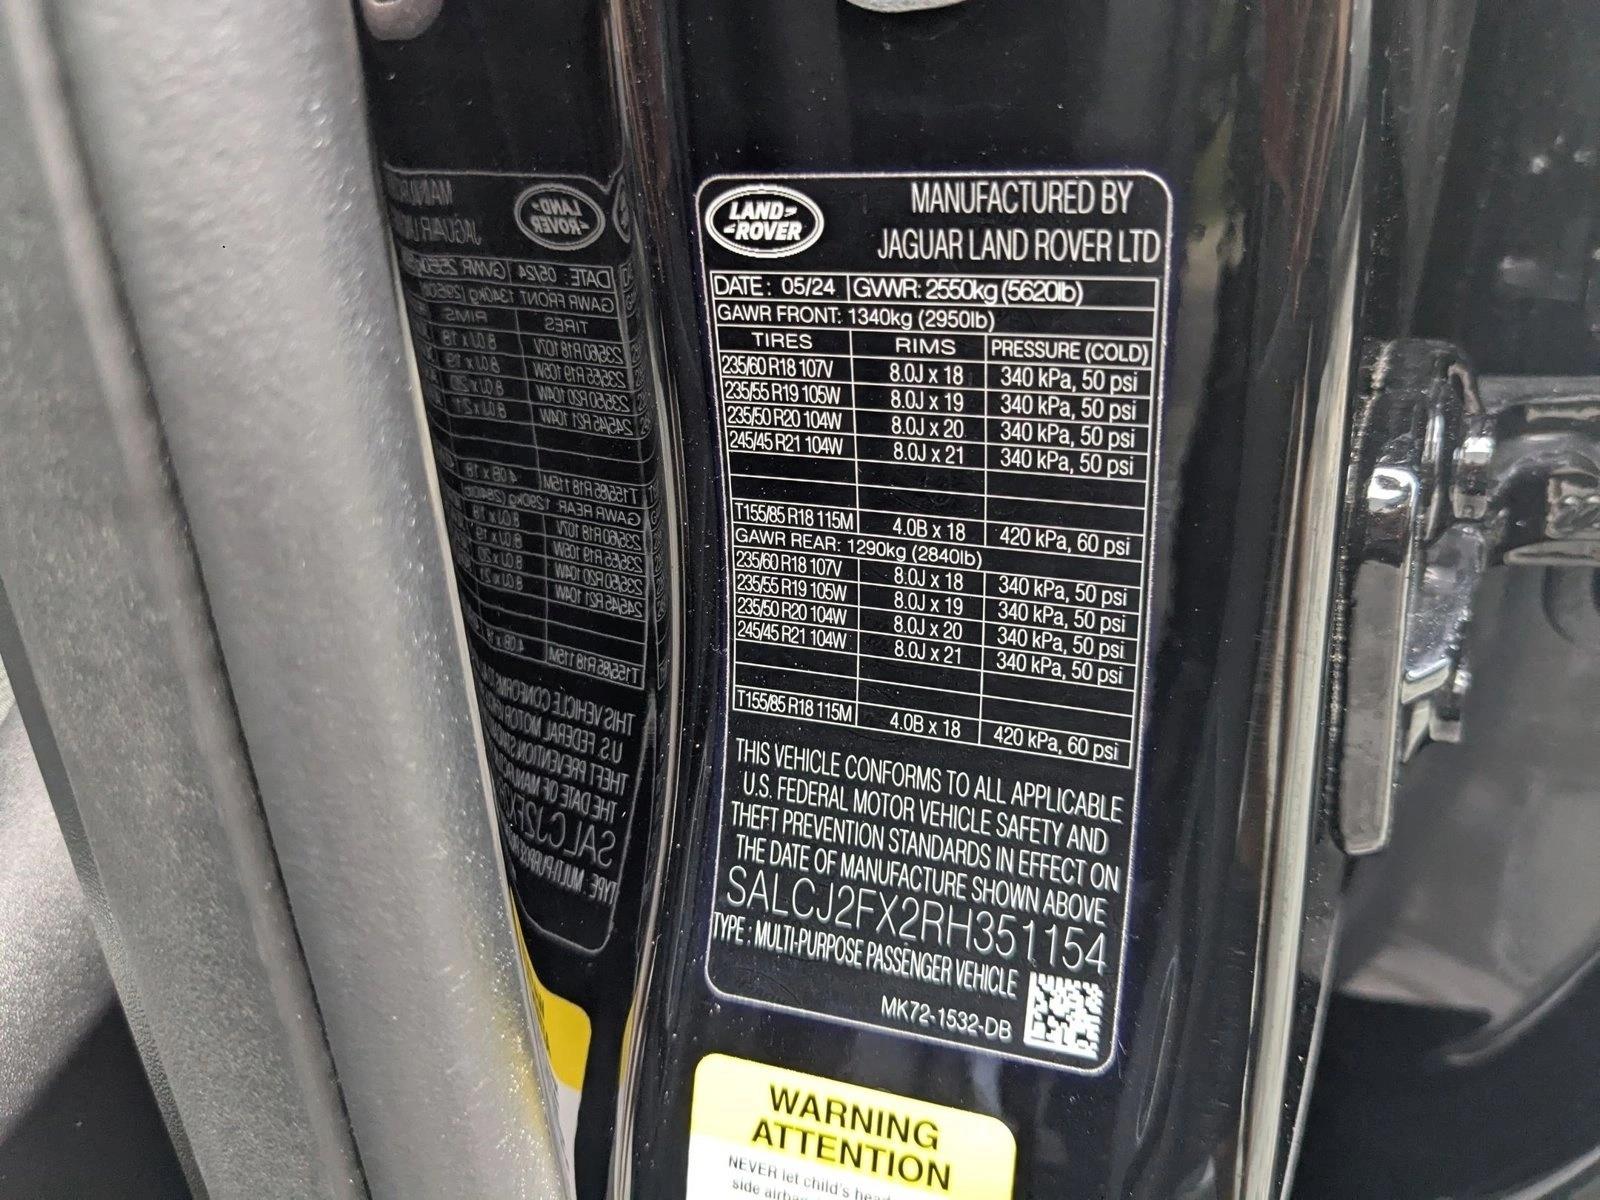 LAND ROVER
MANUFACTURED BY
JAGUAR LAND ROVER LTD
DATE: 05/24 GVWR: 2550kg (5620lb)
GAWR FRONT: 1340kg (2950lb)
TIRES RIMS PRESSURE (COLD)
235/60 R18 107V 8.0J x 18 340 kPa, 50 psi
235/55 R19 105W 8.0J x 19 340 kPa, 50 psi
235/50 R20 104W 8.0J x 20 340 kPa, 50 psi
245/45 R21 104W 8.0J x 21 340 kPa, 50 psi
T155/85 R18 115M 4.0B x 18 420 kPa, 60 psi
GAWR REAR: 1290kg (2840lb)
235/60 R18 107V 8.0J x 18 340 kPa, 50 psi
235/55 R19 105W 8.0J x 19 340 kPa, 50 psi
235/50 R20 104W 8.0J x 20 340 kPa, 50 psi
245/45 R21 104W 8.0J x 21 340 kPa, 50 psi
T155/85 R18 115M 4.0B x 18 420 kPa, 60 psi
THIS VEHICLE CONFORMS TO ALL APPLICABLE
U.S. FEDERAL MOTOR VEHICLE SAFETY AND
THEFT PREVENTION STANDARDS IN EFFECT ON
THE DATE OF MANUFACTURE SHOWN ABOVE
SALCJ2FX2RH351154
TYPE : MULTI-PURPOSE PASSENGER VEHICLE
MK72-1532-DB
WARNING
ATTENTION
NEVER let child's head
side